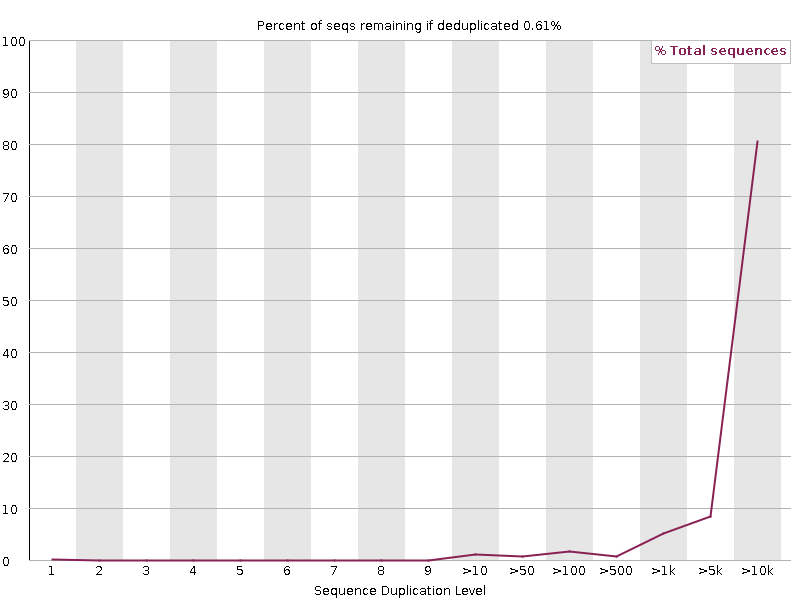 Percent of seqs remaining if deduplicated 0.61%
% Total sequences
100
90
80
70
60
50
40
30
20
10
0
1 2 3 4 5 6 7 8 9 >10 >50 >100 >500 >1k >5k >10k
Sequence Duplication Level